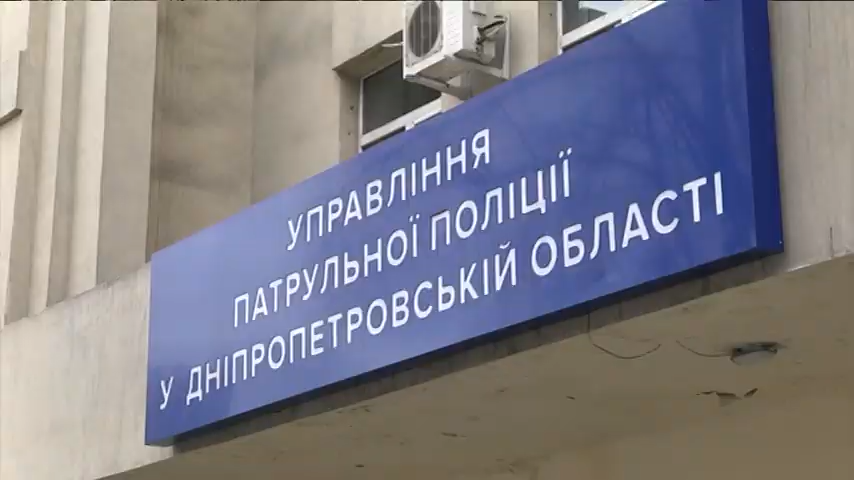 УПРАВЛІННЯ
ПАТРУЛЬНОЇ ПОЛІЦІЇ
У ДНІПРОПЕТРОВСЬКІЙ ОБЛАСТІ